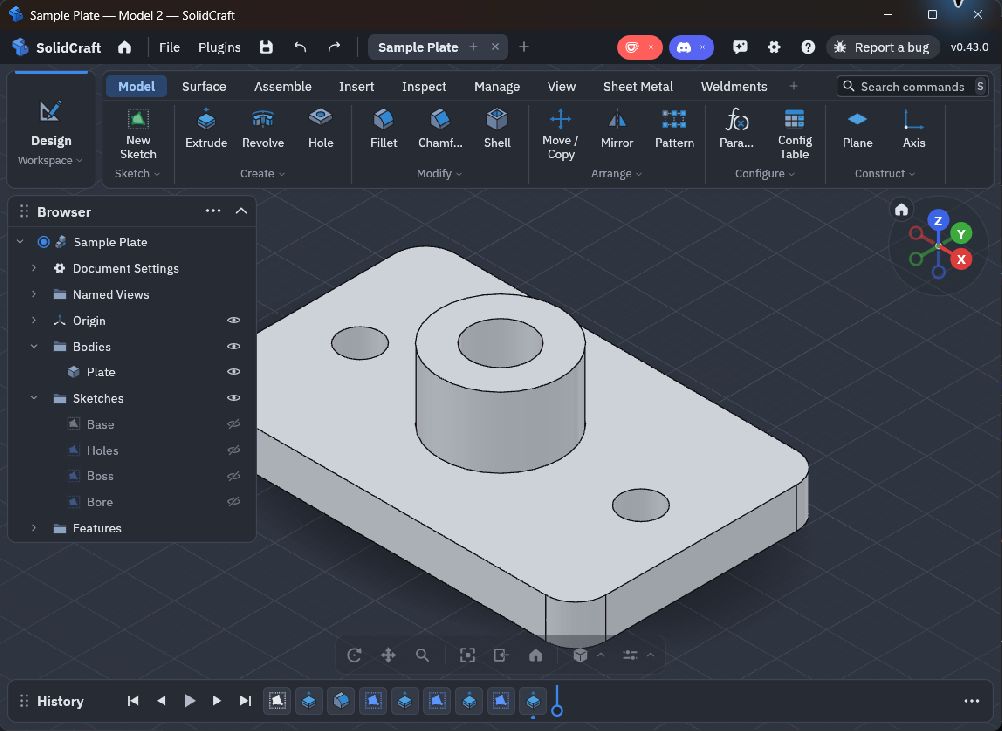 Sample Plate — Model 2 — SolidCraft
SolidCraft File Plugins Sample Plate Report a bug v0.43.0
Design
Workspace
Model Surface Assemble Insert Inspect Manage View Sheet Metal Weldments Search commands S
New Sketch
Sketch
Extrude Revolve Hole
Create
Fillet Chamf... Shell
Modify
Move / Copy Mirror Pattern
Arrange
Para... Config Table
Configure
Plane Axis
Construct
Browser
Sample Plate
Document Settings
Named Views
Origin
Bodies
Plate
Sketches
Base
Holes
Boss
Bore
Features
Z
Y
X
History